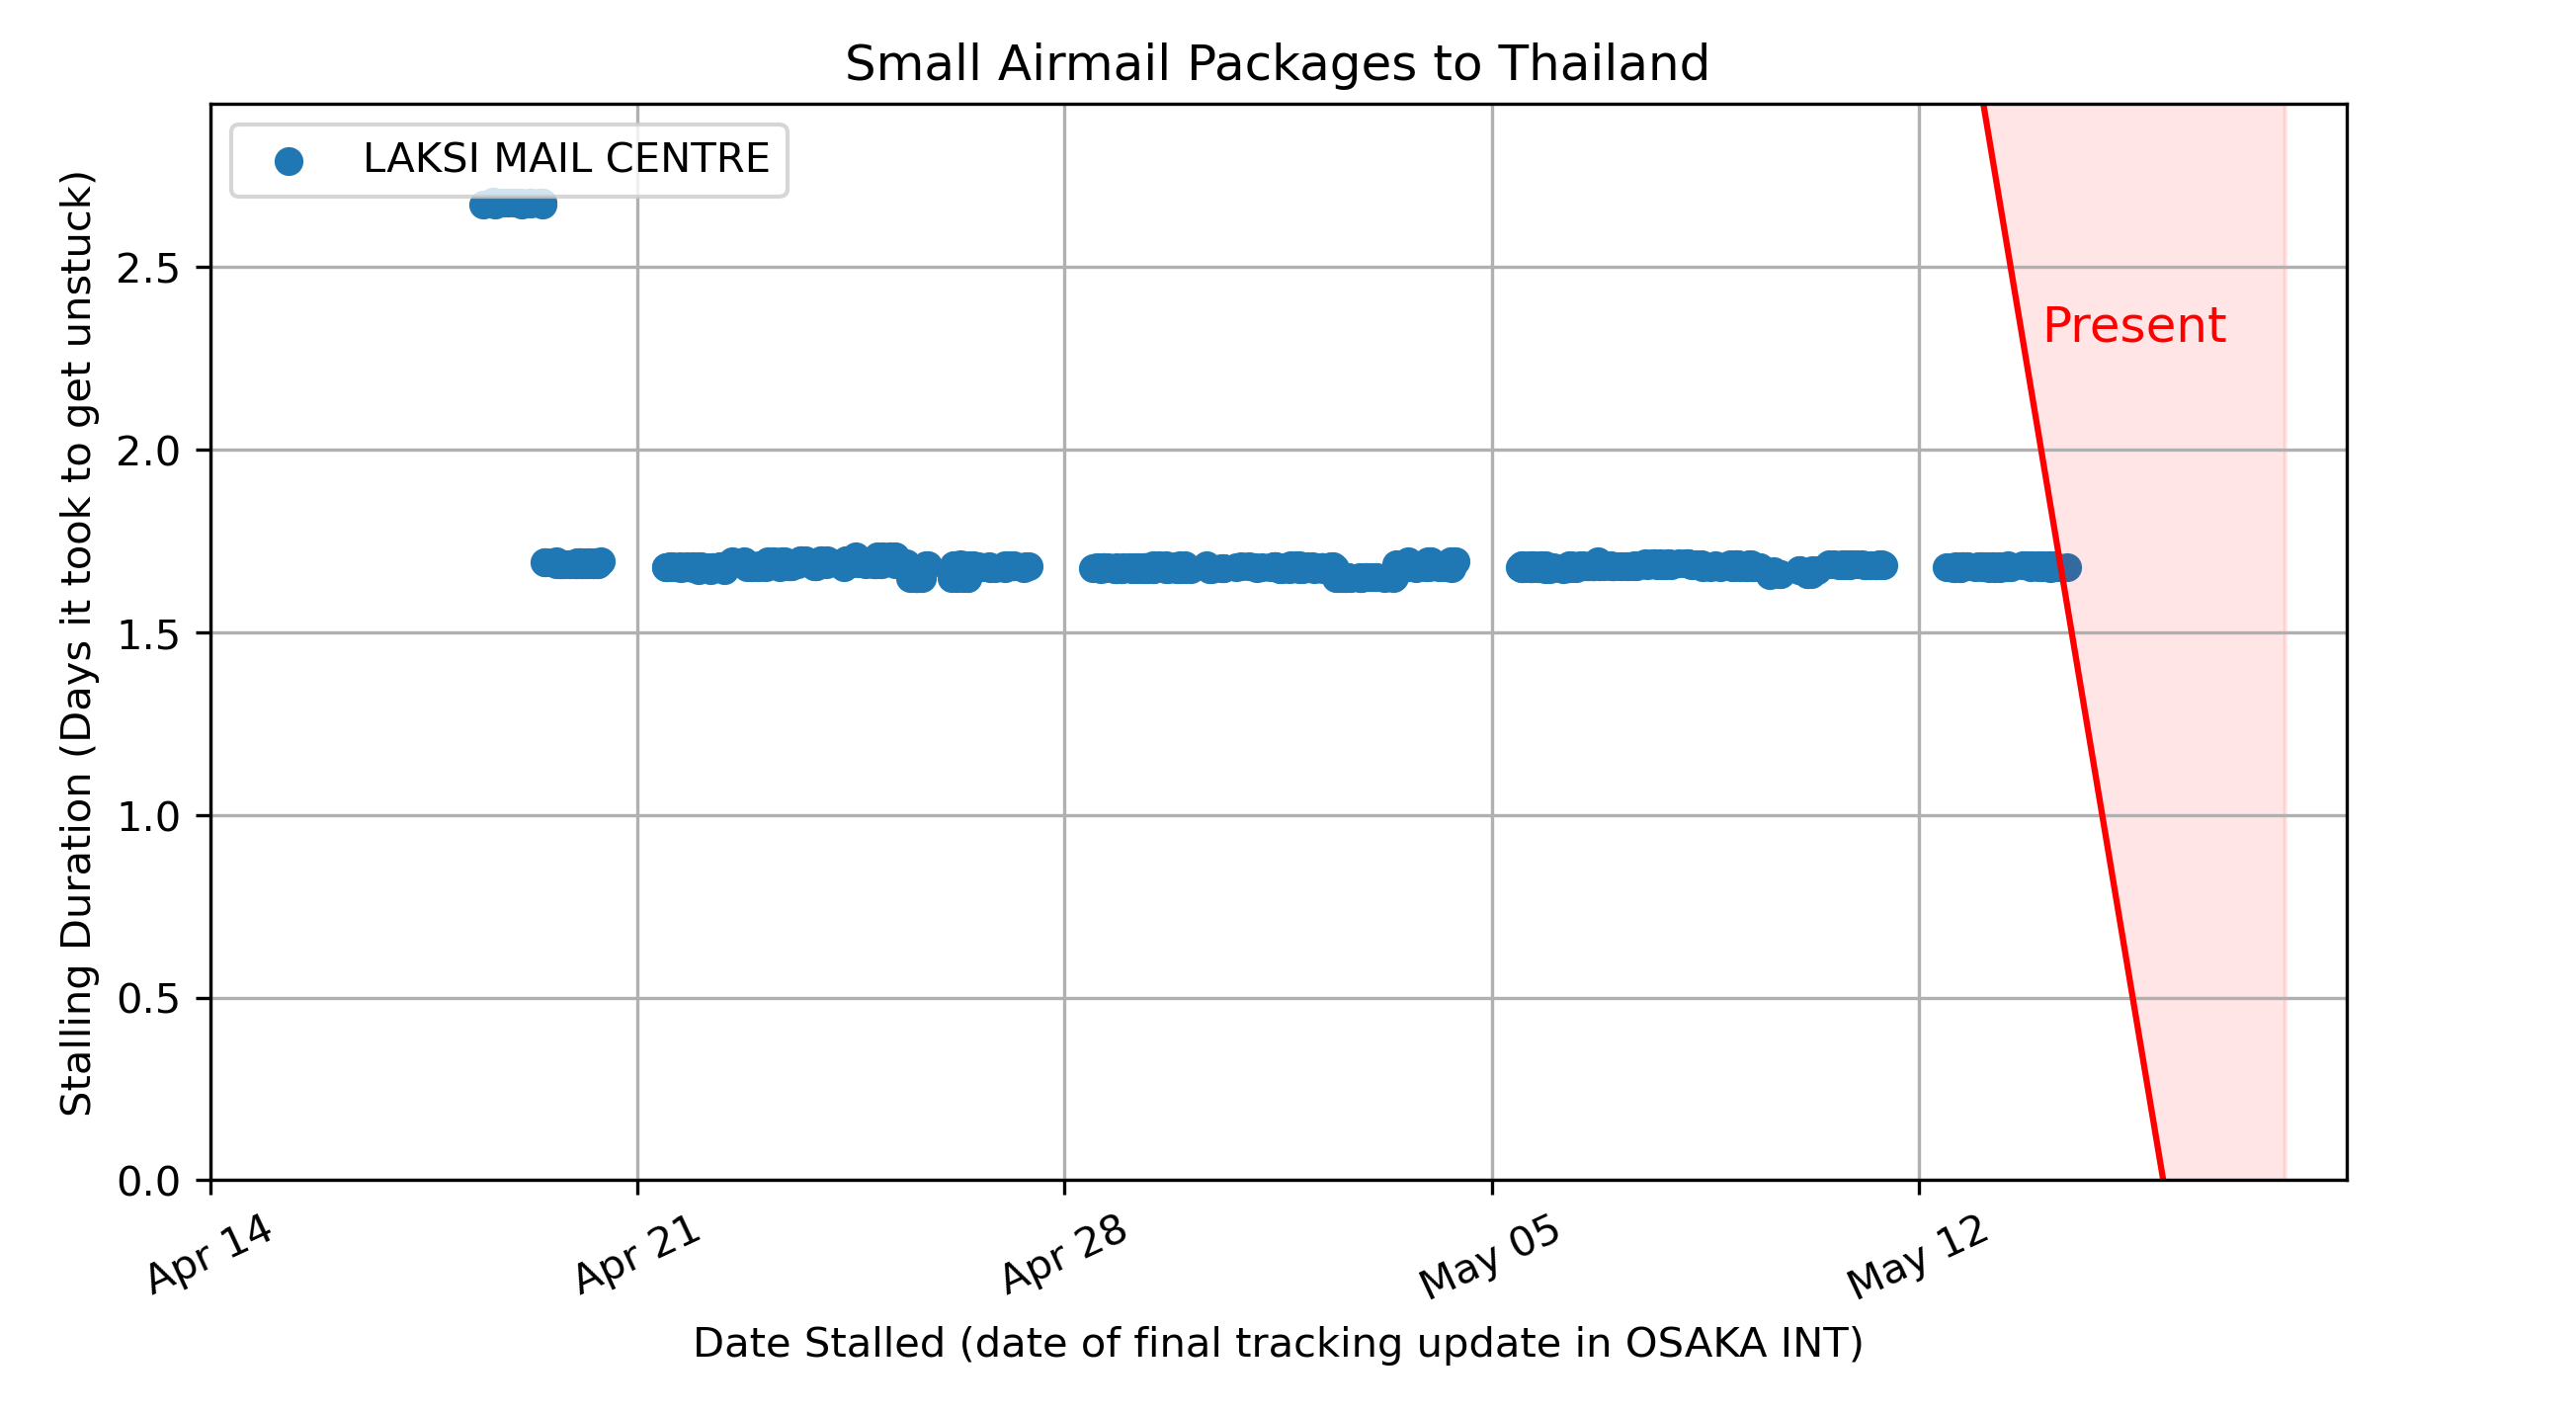 Small Airmail Packages to Thailand
LAKSI MAIL CENTRE
Present
Stalling Duration (Days it took to get unstuck)
2.5
2.0
1.5
1.0
0.5
0.0
Apr 14
Apr 21
Apr 28
May 05
May 12
Date Stalled (date of final tracking update in OSAKA INT)